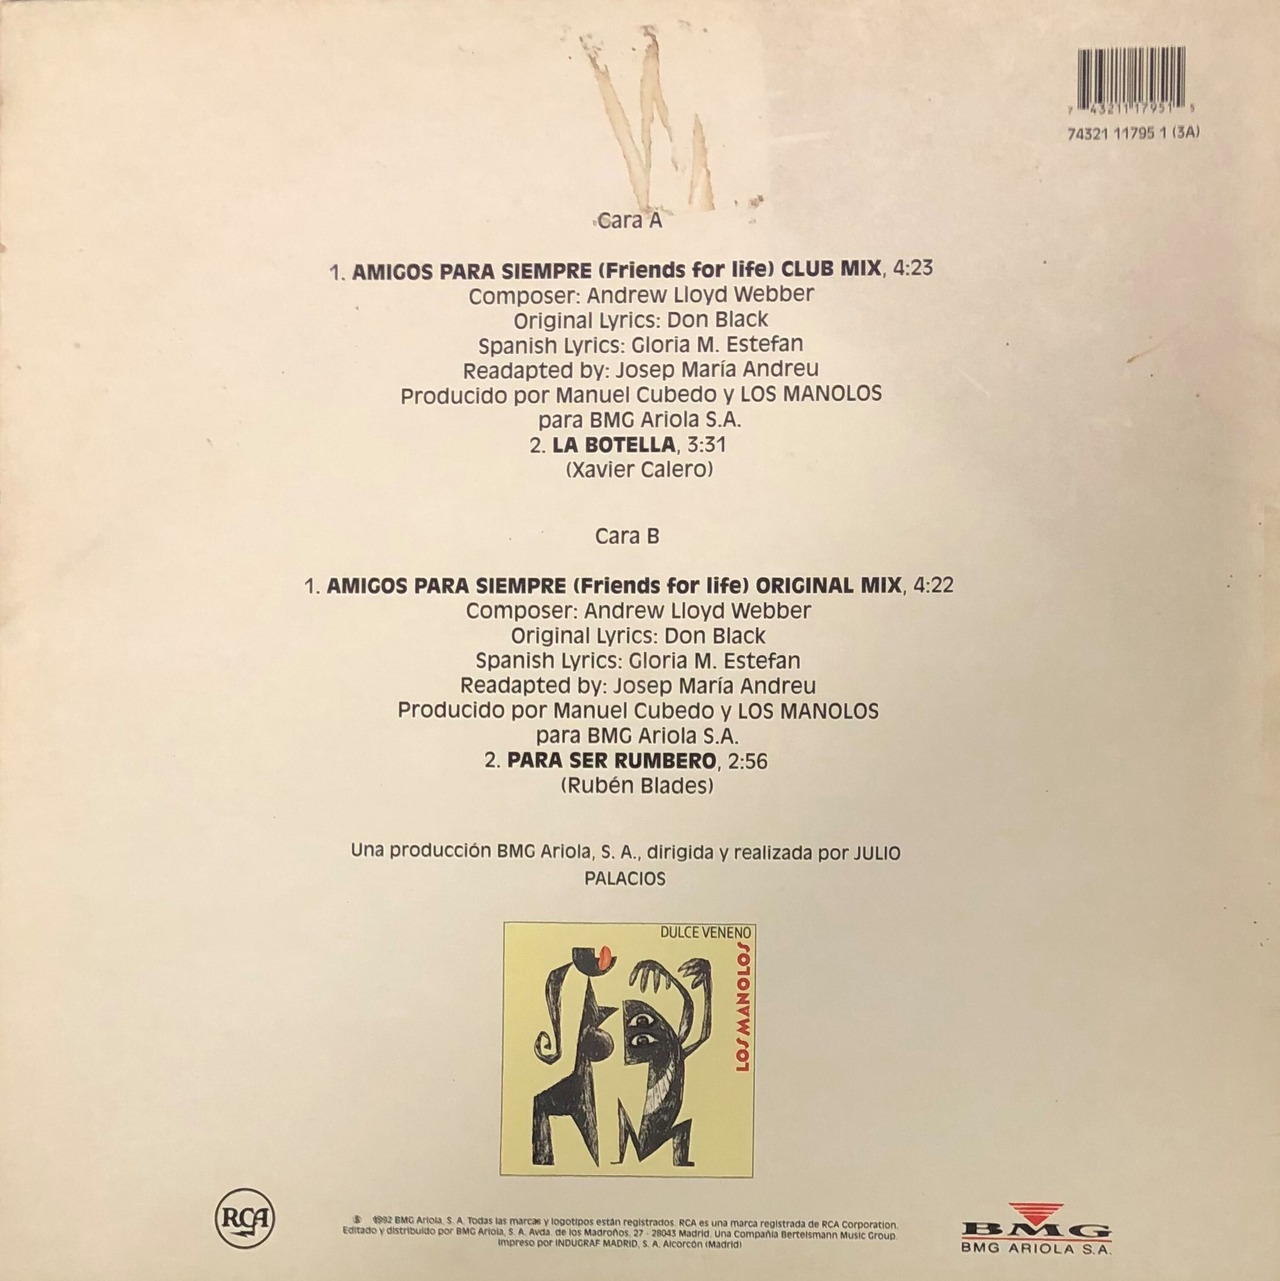 7 43211 17951 5
74321 11795 1 (3A)
Cara A
1. AMIGOS PARA SIEMPRE (Friends for life) CLUB MIX, 4:23
Composer: Andrew Lloyd Webber
Original Lyrics: Don Black
Spanish Lyrics: Gloria M. Estefan
Readapted by: Josep María Andreu
Producido por Manuel Cubedo y LOS MANOLOS
para BMG Ariola S.A.
2. LA BOTELLA, 3:31
(Xavier Calero)
Cara B
1. AMIGOS PARA SIEMPRE (Friends for life) ORIGINAL MIX, 4:22
Composer: Andrew Lloyd Webber
Original Lyrics: Don Black
Spanish Lyrics: Gloria M. Estefan
Readapted by: Josep María Andreu
Producido por Manuel Cubedo y LOS MANOLOS
para BMG Ariola S.A.
2. PARA SER RUMBERO, 2:56
(Rubén Blades)
Una producción BMG Ariola, S. A., dirigida y realizada por JULIO
PALACIOS
DULCE VENENO
LOS MANOLOS
RCA
1992 BMG Ariola, S. A. Todas las marcas y logotipos están registrados. RCA es una marca registrada de RCA Corporation.
Editado y distribuido por BMG Ariola, S. A. Avda. de los Madroños, 27 - 28043 Madrid. Una Compañía Bertelsmann Music Group.
Impreso por INDUGRAF MADRID, S. A. Alcorcón (Madrid)
BMG
BMG ARIOLA S.A.